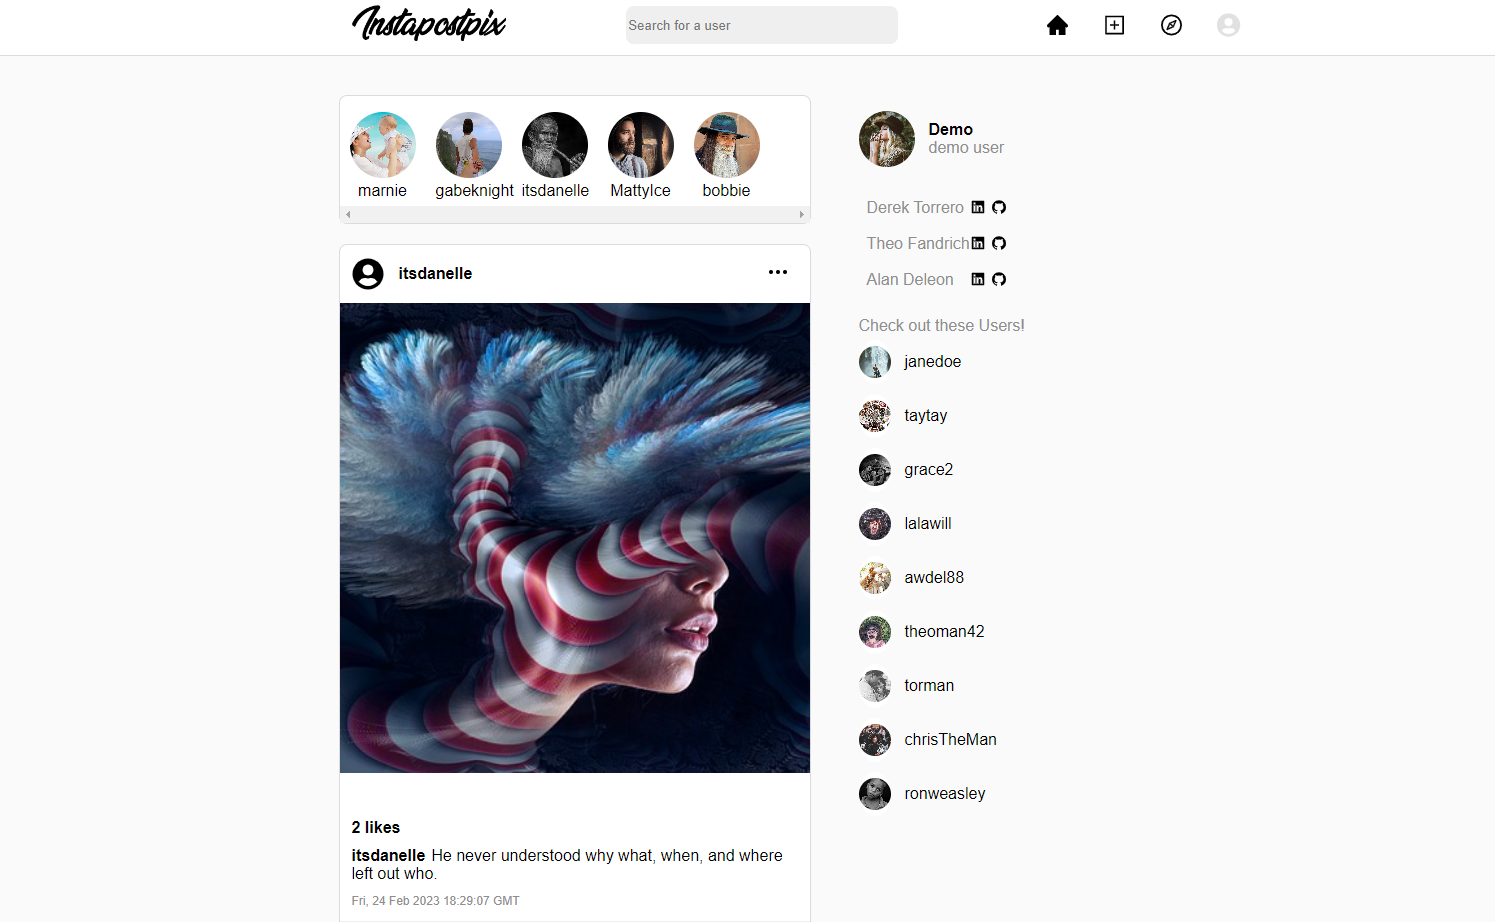 Instapostpix
Search for a user
marnie
gabeknight
itsdanelle
MattyIce
bobbie
itsdanelle
2 likes
itsdanelle He never understood why what, when, and where
left out who.
Fri, 24 Feb 2023 18:29:07 GMT
Demo
demo user
Derek Torrero
Theo Fandrich
Alan Deleon
Check out these Users!
janedoe
taytay
grace2
lalawill
awdel88
theoman42
torman
chrisTheMan
ronweasley